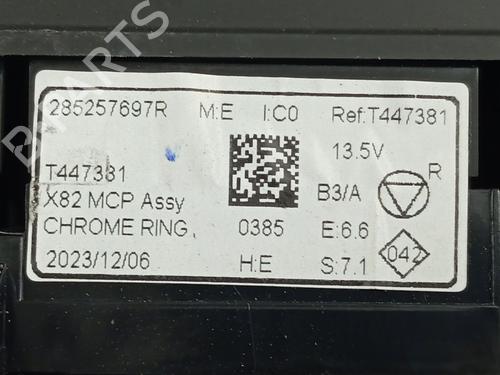 285257697R M:E I:C0 Ref:T447381
13.5V
T447381
X82 MCP Assy B3/A R
CHROME RING, 0385 E:6.6
2023/12/06 H:E S:7.1 042
B PARTS